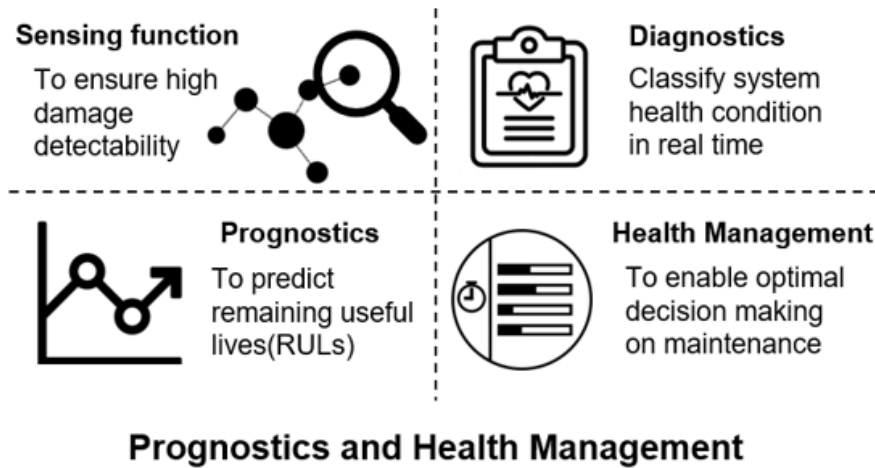 Sensing function
To ensure high
damage
detectability
Diagnostics
Classify system
health condition
in real time
Prognostics
To predict
remaining useful
lives(RULs)
Health Management
To enable optimal
decision making
on maintenance
Prognostics and Health Management